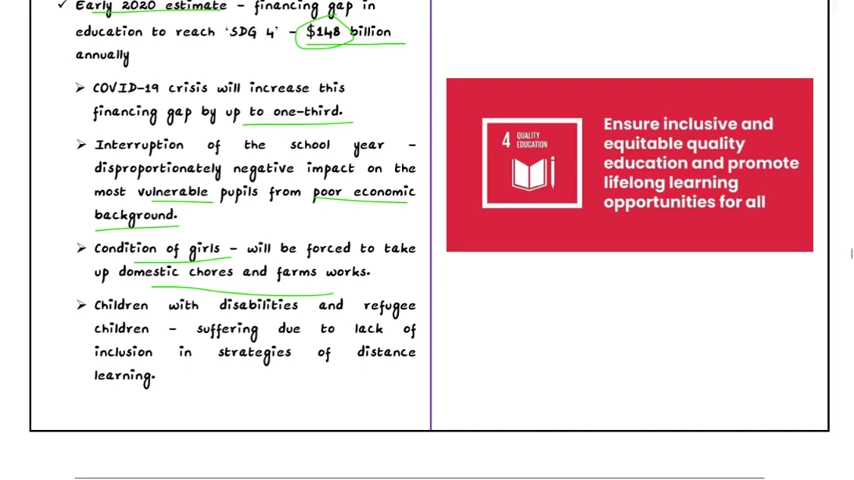 ✓ Early 2020 estimate – financing gap in
education to reach 'SDG 4' – $148 billion
annually
➢ COVID-19 crisis will increase this
financing gap by up to one-third.
➢ Interruption of the school year –
disproportionately negative impact on the
most vulnerable pupils from poor economic
background.
➢ Condition of girls – will be forced to take
up domestic chores and farms works.
➢ Children with disabilities and refugee
children – suffering due to lack of
inclusion in strategies of distance
learning.
4 QUALITY
EDUCATION
Ensure inclusive and
equitable quality
education and promote
lifelong learning
opportunities for all